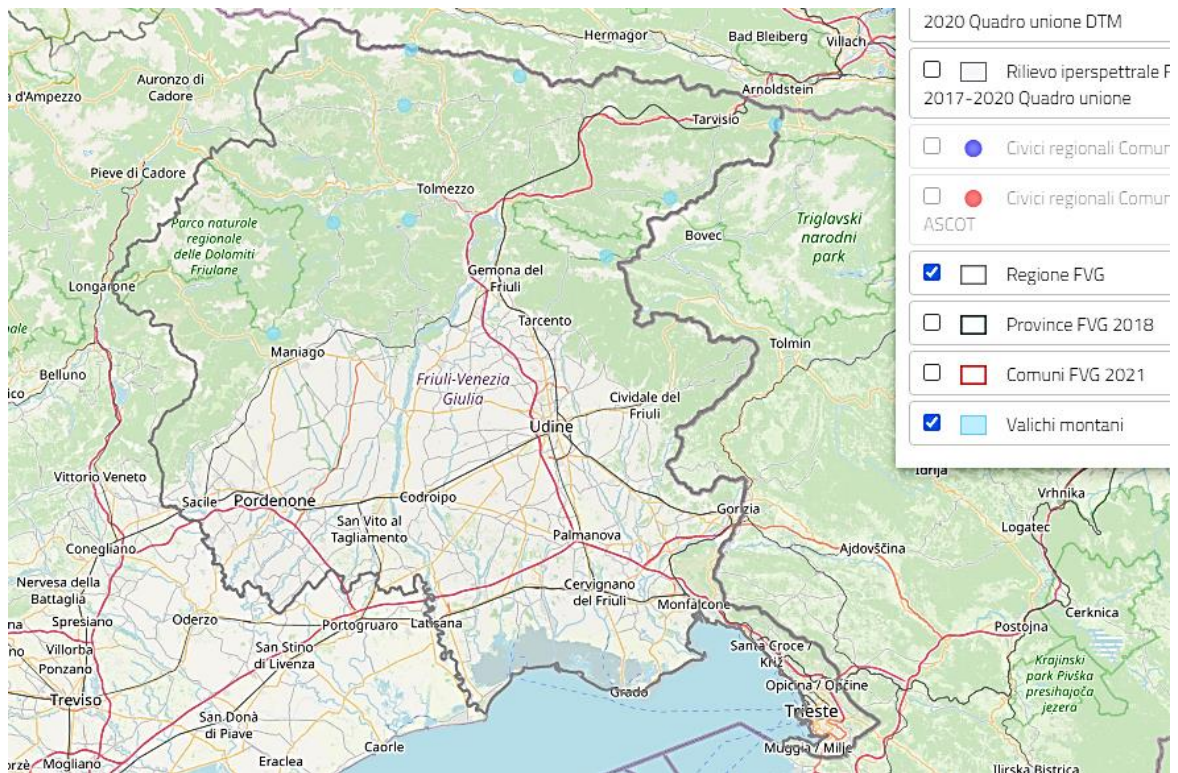 Hermagor
Bad Bleiberg
Villach
Auronzo di
Cadore
d'Ampezzo
Arnoldstein
Tarvisio
Pieve di Cadore
Tolmezzo
Parco naturale
regionale
delle Dolomiti
Friulane
Triglavski
narodni
park
Bovec
Longarone
Gemona del
Friuli
Tarcento
Tolmin
Maniago
Belluno
Friuli-Venezia
Giulia
Cividale del
Friuli
Udine
Vittorio Veneto
Sacile
Pordenone
Codroipo
Idrija
Vrhnika
San Vito al
Tagliamento
Gorizia
Logatec
Conegliano
Palmanova
Ajdovščina
Nervesa della
Battaglia
Cervignano
del Friuli
Monfalcone
Cerknica
Spresiano
Oderzo
Portogruaro
Latisana
Postojna
Villorba
Ponzano
San Stino
di Livenza
Santa Croce /
Križ
Krajinski
park Pivška
presihajoča
jezera
Treviso
Grado
Opicina / Opčine
Trieste
San Donà
di Piave
Caorle
Muggia / Milje
Mogliano
Eraclea
Ilirska Bistrica
2020 Quadro unione DTM
Rilievo iperspettrale F
2017-2020 Quadro unione
Civici regionali Comur
Civici regionali Comur
ASCOT
Regione FVG
Province FVG 2018
Comuni FVG 2021
Valichi montani